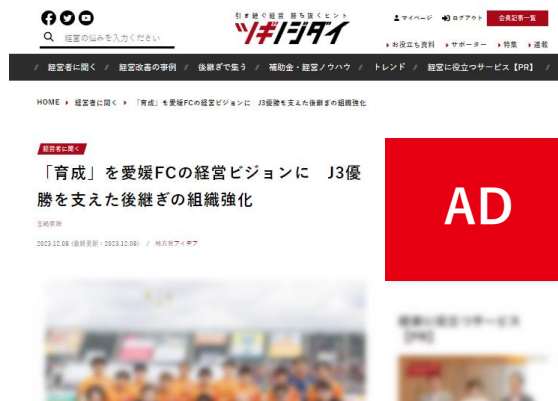 引き継ぐ経営 勝ち抜くヒント
ツギノジダイ
マイページ ログアウト 会員記事一覧
経営の悩みを入力ください
お役立ち資料 サポーター 特集 連載
経営者に聞く / 経営改善の事例 / 後継ぎで集う / 補助金・経営ノウハウ / トレンド / 経営に役立つサービス【PR】
HOME 経営者に聞く 「育成」を愛媛FCの経営ビジョンに J3優勝を支えた後継ぎの組織強化
経営者に聞く
「育成」を愛媛FCの経営ビジョンに J3優
勝を支えた後継ぎの組織強化
2023.12.08 (最終更新：2023.12.08) //
AD